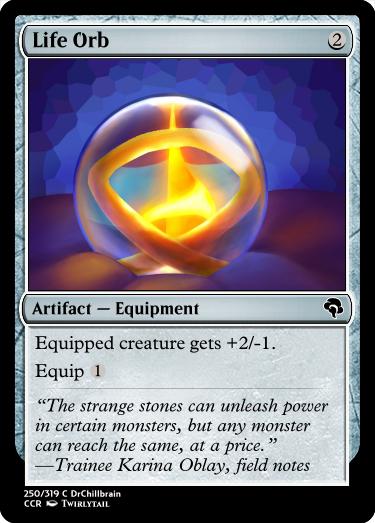 Life Orb
2
Artifact — Equipment
Equipped creature gets +2/-1.
Equip 1
"The strange stones can unleash power
in certain monsters, but any monster
can reach the same, at a price."
—Trainee Karina Oblay, field notes
250/319 C DrChillbrain
CCR Twirlytail